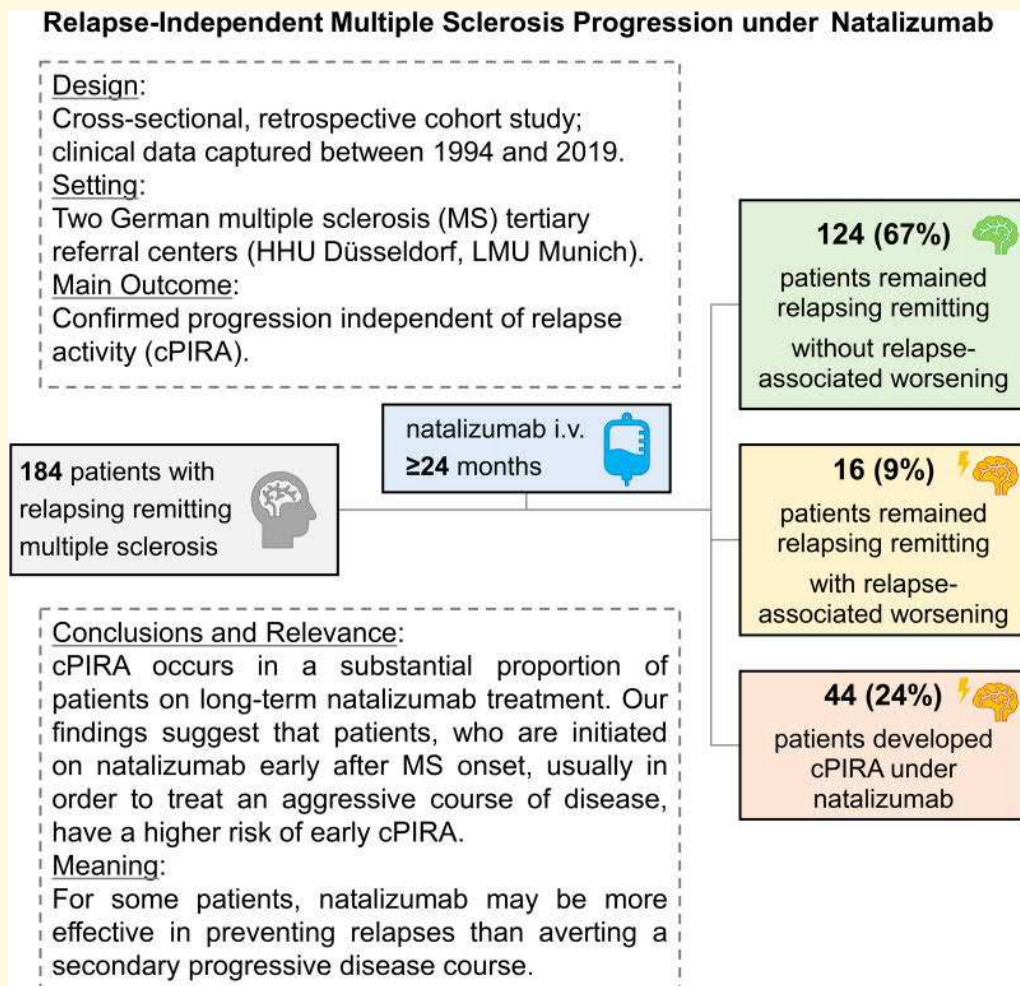 Relapse-Independent Multiple Sclerosis Progression under Natalizumab
Design:
Cross-sectional, retrospective cohort study;
clinical data captured between 1994 and 2019.
Setting:
Two German multiple sclerosis (MS) tertiary
referral centers (HHU Düsseldorf, LMU Munich).
Main Outcome:
Confirmed progression independent of relapse
activity (cPIRA).
184 patients with
relapsing remitting
multiple sclerosis
natalizumab i.v.
≥24 months
124 (67%)
patients remained
relapsing remitting
without relapse-
associated worsening
16 (9%)
patients remained
relapsing remitting
with relapse-
associated worsening
44 (24%)
patients developed
cPIRA under
natalizumab
Conclusions and Relevance:
cPIRA occurs in a substantial proportion of
patients on long-term natalizumab treatment. Our
findings suggest that patients, who are initiated
on natalizumab early after MS onset, usually in
order to treat an aggressive course of disease,
have a higher risk of early cPIRA.
Meaning:
For some patients, natalizumab may be more
effective in preventing relapses than averting a
secondary progressive disease course.